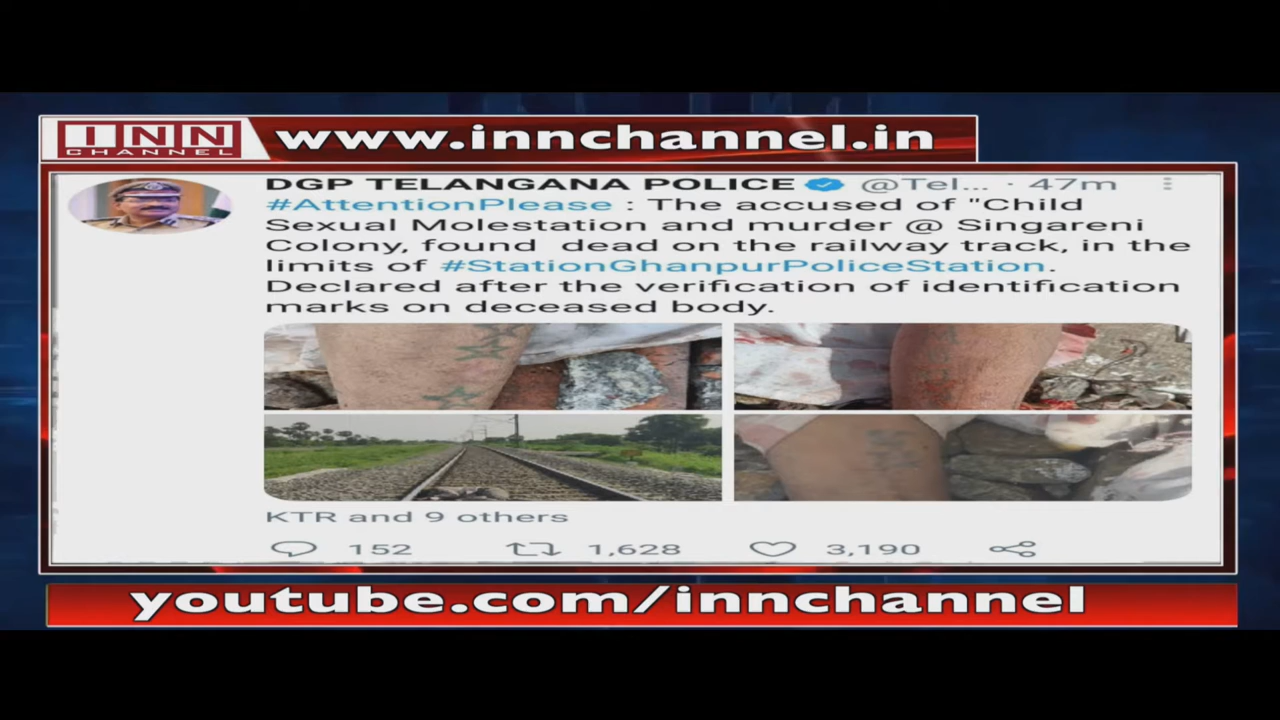 INN
CHANNEL
www.innchannel.in
DGP TELANGANA POLICE @Tel... · 47m
#AttentionPlease : The accused of "Child
Sexual Molestation and murder @ Singareni
Colony, found dead on the railway track, in the
limits of #StationGhanpurPoliceStation.
Declared after the verification of identification
marks on deceased body.
KTR and 9 others
152 1,628 3,190
youtube.com/innchannel